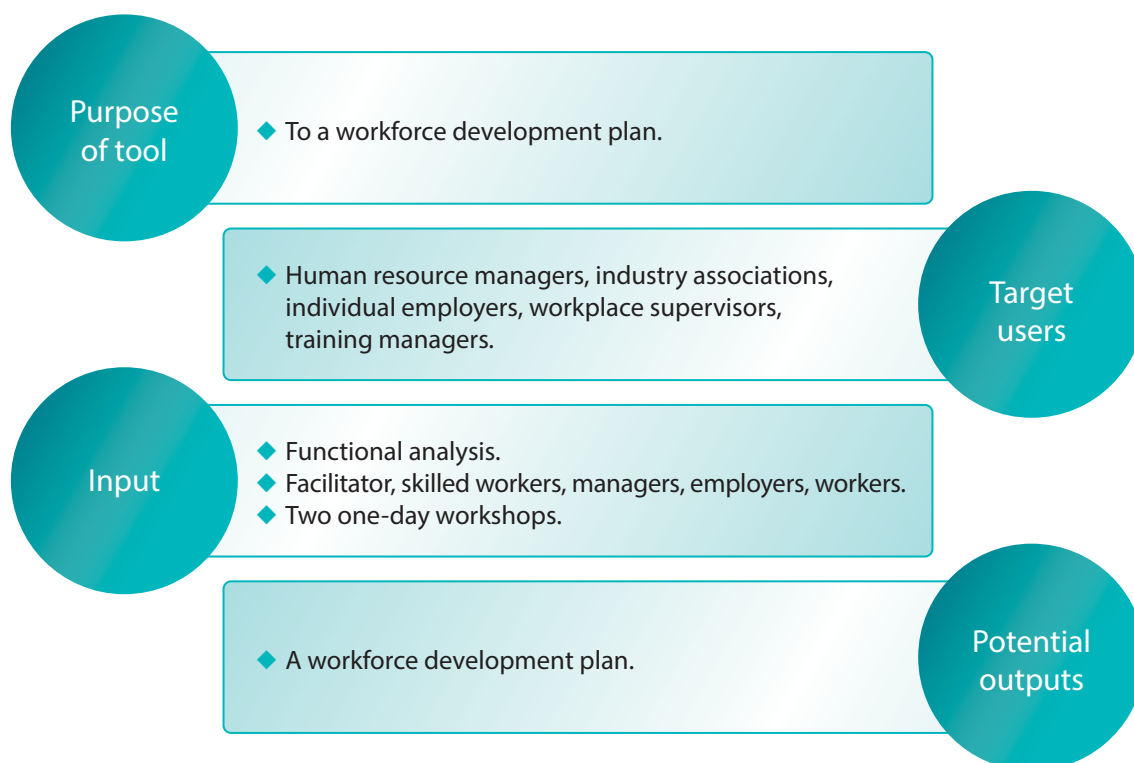 Purpose
of tool
◆ To a workforce development plan.
◆ Human resource managers, industry associations,
individual employers, workplace supervisors,
training managers.
Target
users
Input
◆ Functional analysis.
◆ Facilitator, skilled workers, managers, employers, workers.
◆ Two one-day workshops.
◆ A workforce development plan.
Potential
outputs